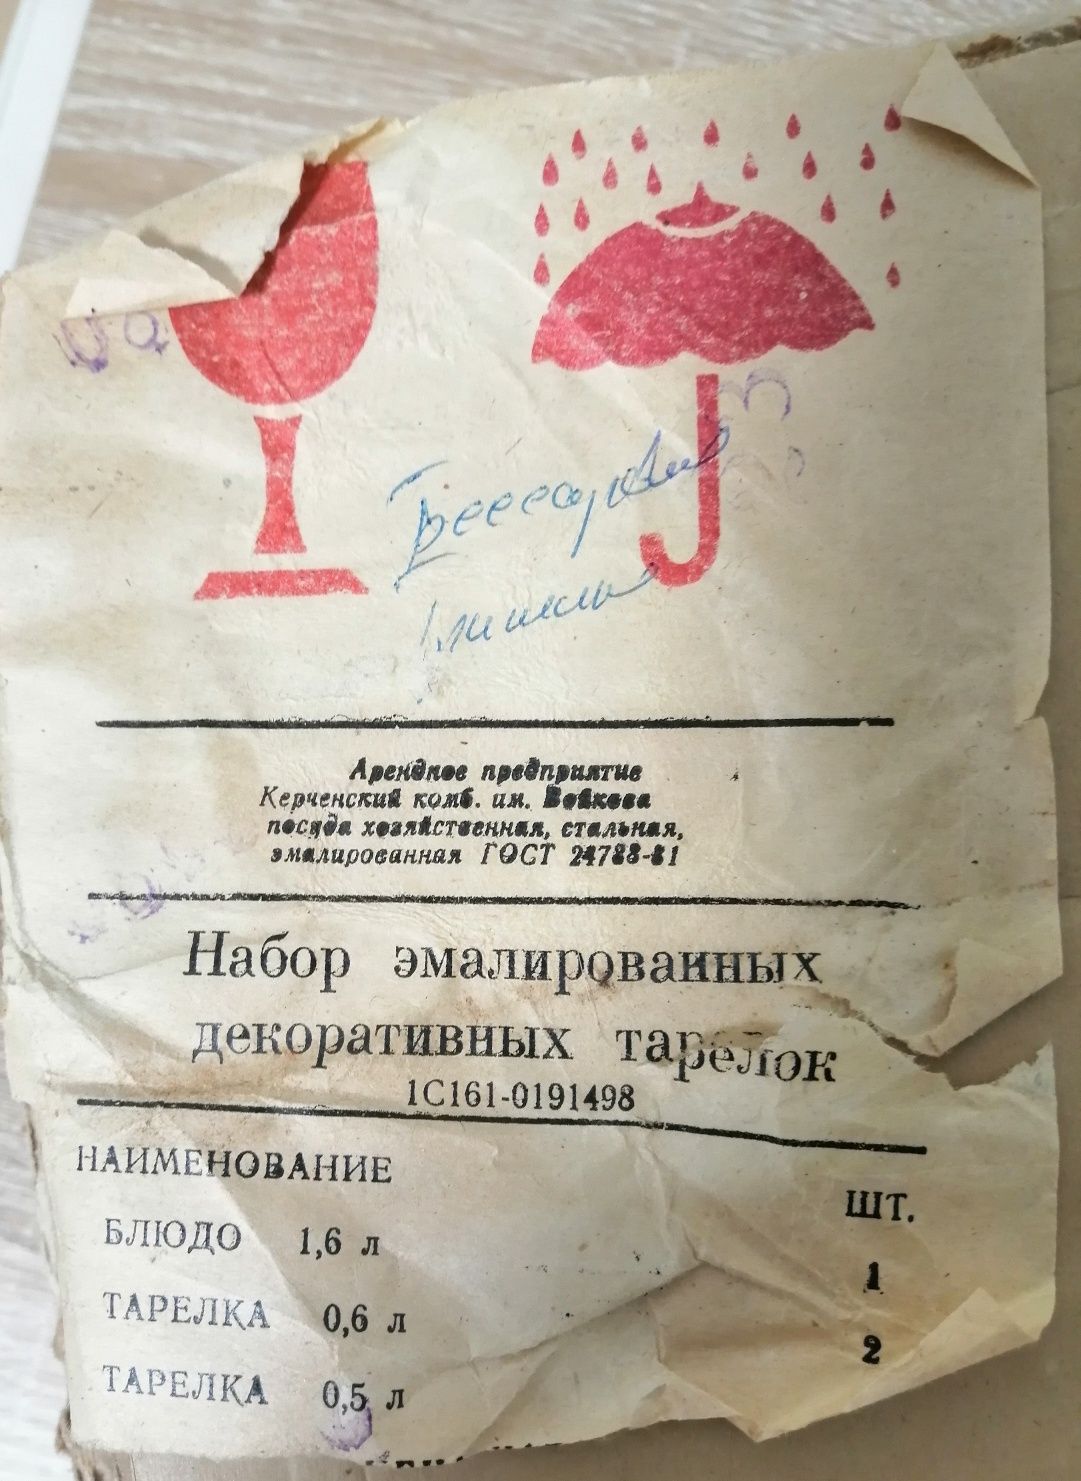 Арендное предприятие
Керченский комб. им. Войкова
посуда хозяйственная, стальная,
эмалированная ГОСТ 24788-81
Набор эмалированных
декоративных тарелок
1С161-0191498
НАИМЕНОВАНИЕ ШТ.
БЛЮДО 1,6 л 1
ТАРЕЛКА 0,6 л 2
ТАРЕЛКА 0,5 л